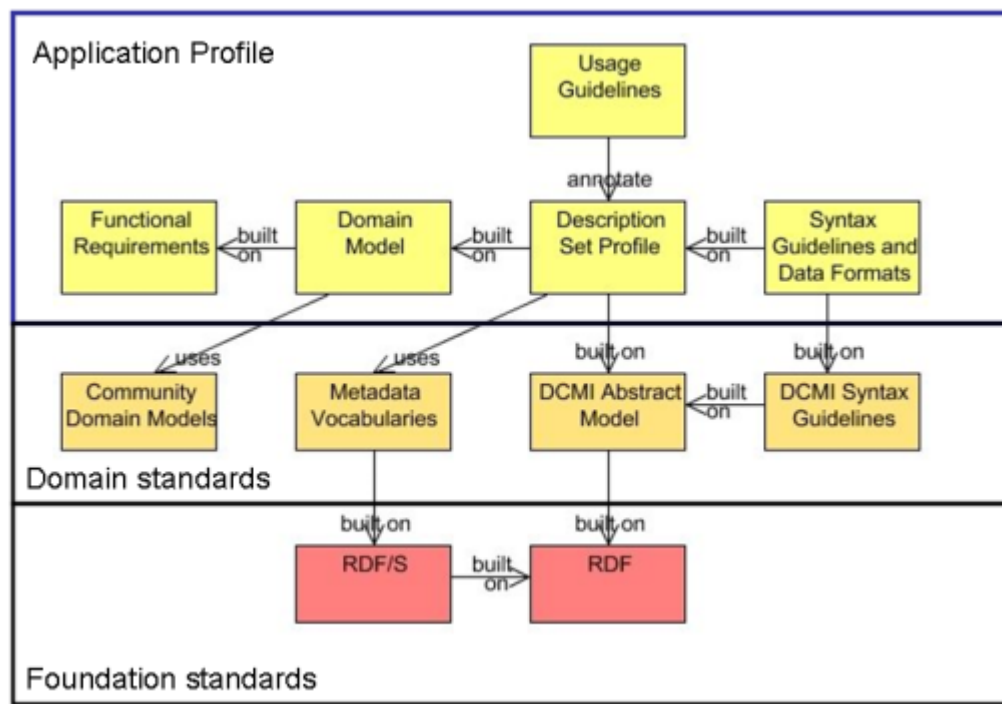 Application Profile
Usage
Guidelines
annotate
Functional
Requirements
built
on
Domain
Model
built
on
Description
Set Profile
built
on
Syntax
Guidelines and
Data Formats
uses
uses
built on
built on
Community
Domain Models
Metadata
Vocabularies
DCMI Abstract
Model
built
on
DCMI Syntax
Guidelines
Domain standards
built on
built on
RDF/S
built
on
RDF
Foundation standards